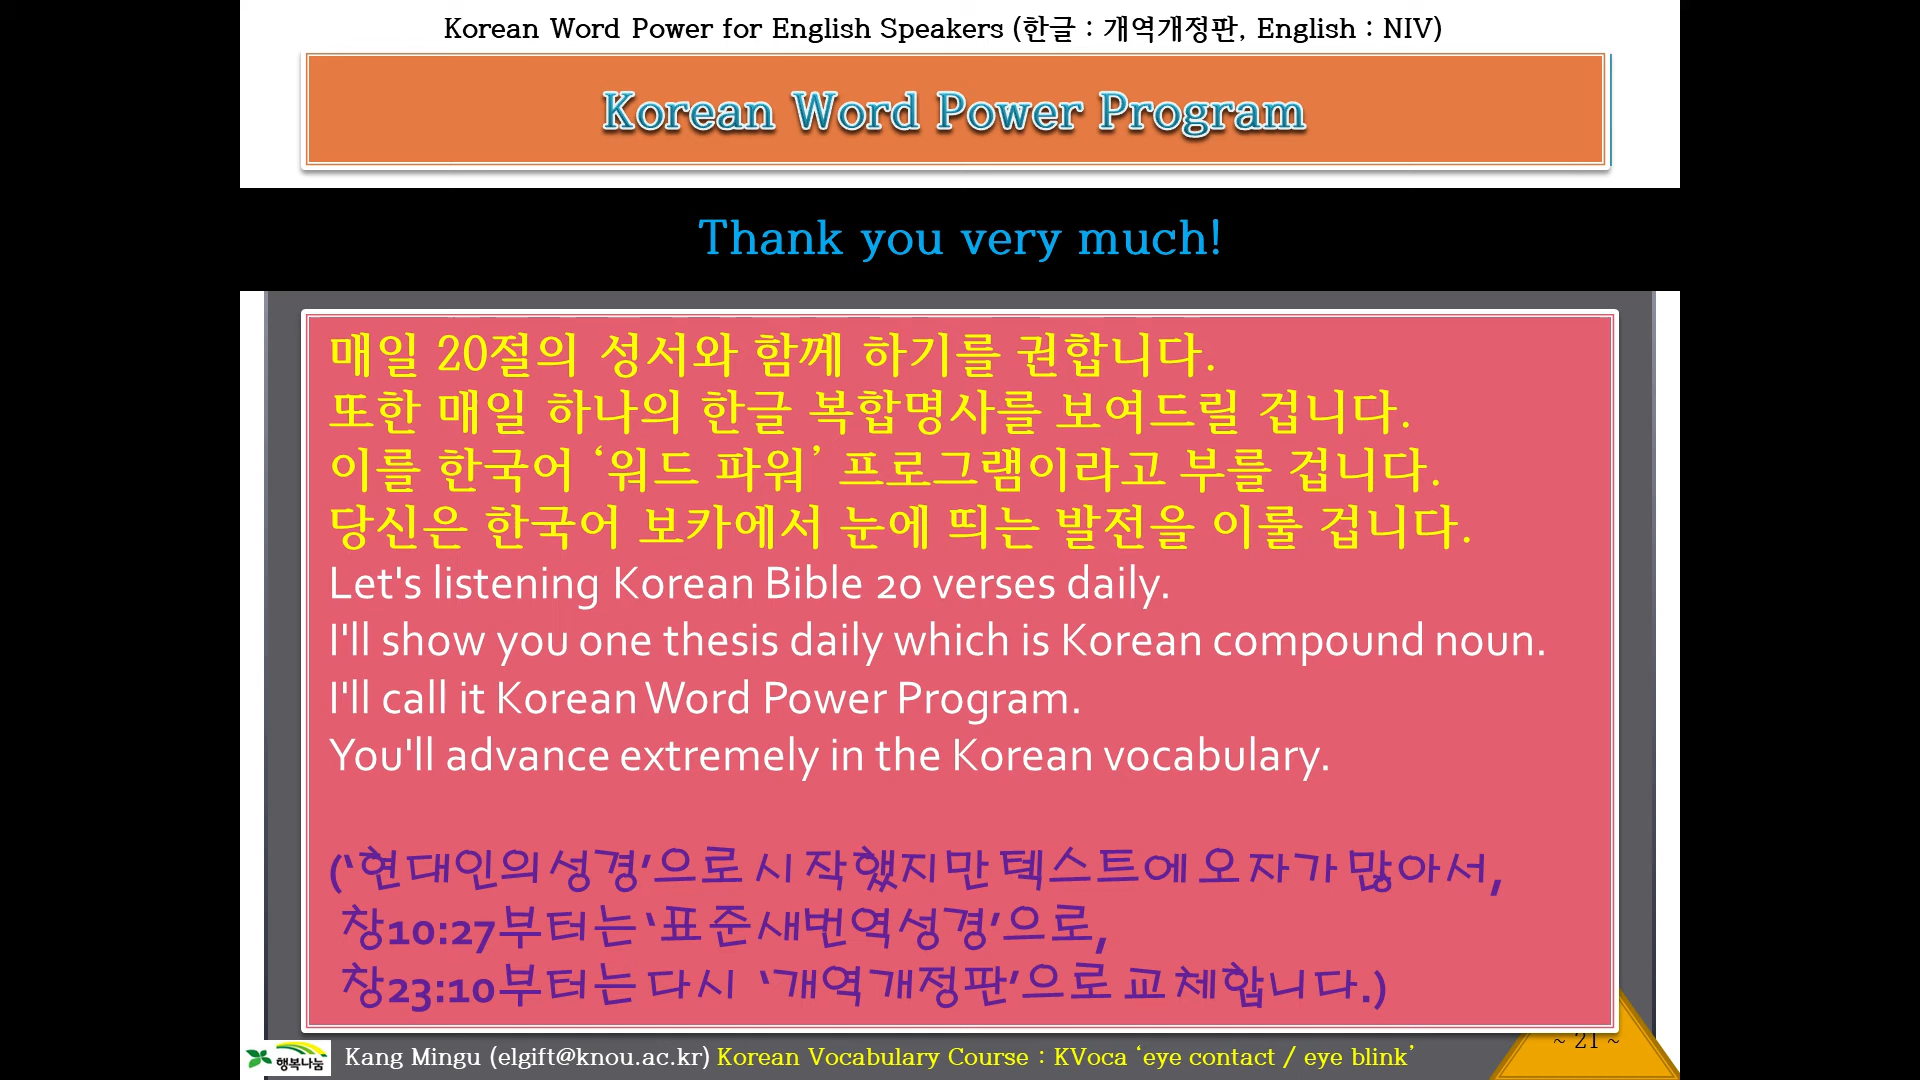 Korean Word Power for English Speakers (한글 : 개역개정판, English : NIV)
Korean Word Power Program
Thank you very much!
매일 20절의 성서와 함께 하기를 권합니다.
또한 매일 하나의 한글 복합명사를 보여드릴 겁니다.
이를 한국어 ‘워드 파워’ 프로그램이라고 부를 겁니다.
당신은 한국어 보카에서 눈에 띄는 발전을 이룰 겁니다.
Let's listening Korean Bible 20 verses daily.
I'll show you one thesis daily which is Korean compound noun.
I'll call it Korean Word Power Program.
You'll advance extremely in the Korean vocabulary.
(‘현대인의성경’으로 시작했지만 텍스트에 오자가 많아서,
창10:27부터는 ‘표준새번역성경’으로,
창23:10부터는 다시 ‘개역개정판’으로 교체합니다.)
행복나눔 Kang Mingu (elgift@knou.ac.kr) Korean Vocabulary Course : KVoca ‘eye contact / eye blink’
~ 21 ~